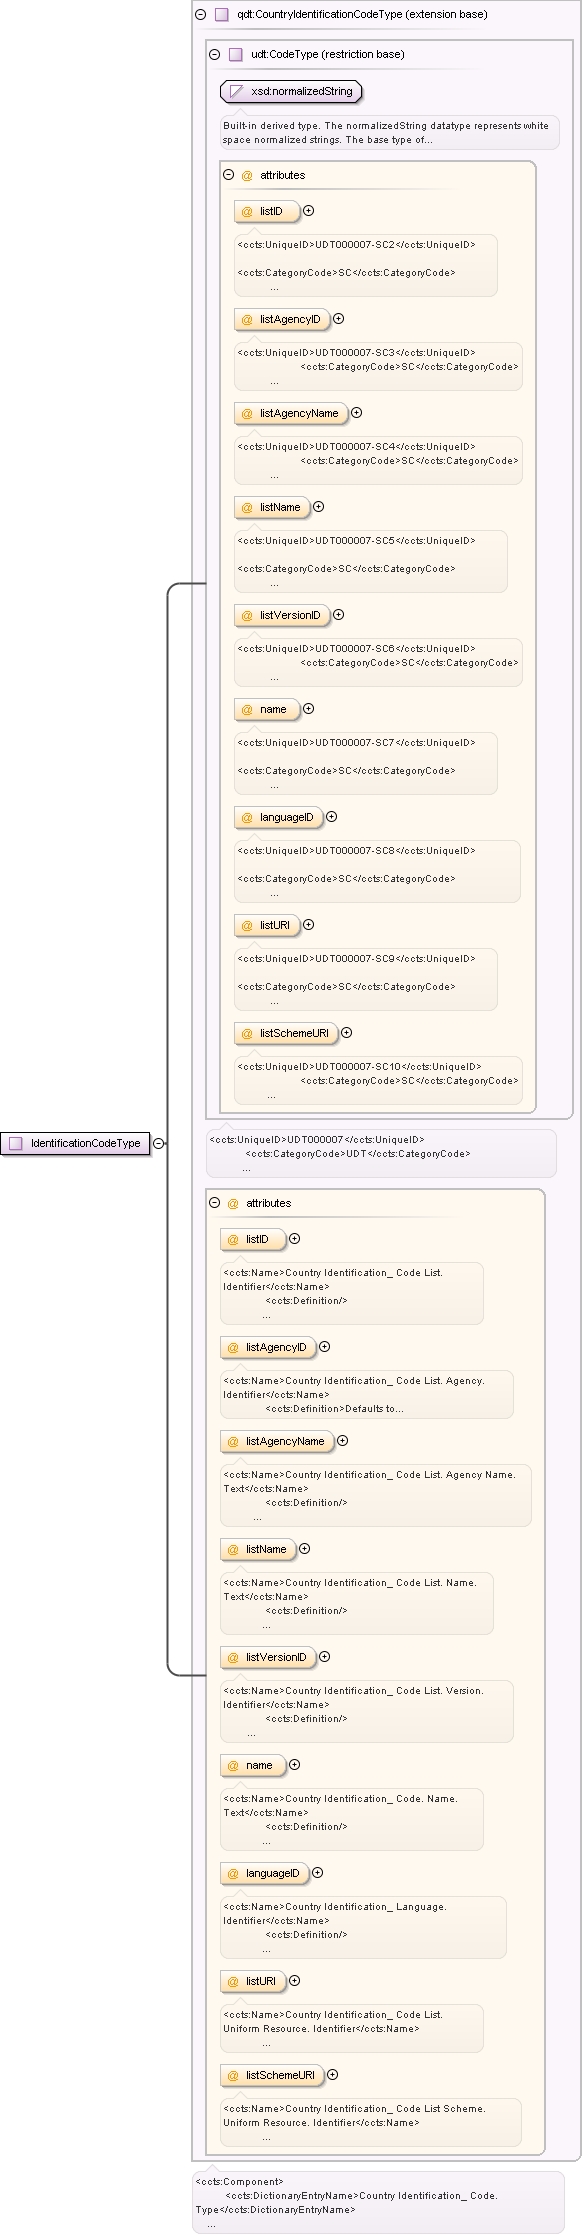 qdt:CountryIdentificationCodeType (extension base)
udt:CodeType (restriction base)
xsd:normalizedString
Built-in derived type. The normalizedString datatype represents white
space normalized strings. The base type of...
@ attributes
@ listID
<ccts:UniqueID>UDT000007-SC2</ccts:UniqueID>
<ccts:CategoryCode>SC</ccts:CategoryCode>
...
@ listAgencyID
<ccts:UniqueID>UDT000007-SC3</ccts:UniqueID>
<ccts:CategoryCode>SC</ccts:CategoryCode>
...
@ listAgencyName
<ccts:UniqueID>UDT000007-SC4</ccts:UniqueID>
<ccts:CategoryCode>SC</ccts:CategoryCode>
...
@ listName
<ccts:UniqueID>UDT000007-SC5</ccts:UniqueID>
<ccts:CategoryCode>SC</ccts:CategoryCode>
...
@ listVersionID
<ccts:UniqueID>UDT000007-SC6</ccts:UniqueID>
<ccts:CategoryCode>SC</ccts:CategoryCode>
...
@ name
<ccts:UniqueID>UDT000007-SC7</ccts:UniqueID>
<ccts:CategoryCode>SC</ccts:CategoryCode>
...
@ languageID
<ccts:UniqueID>UDT000007-SC8</ccts:UniqueID>
<ccts:CategoryCode>SC</ccts:CategoryCode>
...
@ listURI
<ccts:UniqueID>UDT000007-SC9</ccts:UniqueID>
<ccts:CategoryCode>SC</ccts:CategoryCode>
...
@ listSchemeURI
<ccts:UniqueID>UDT000007-SC10</ccts:UniqueID>
<ccts:CategoryCode>SC</ccts:CategoryCode>
...
IdentificationCodeType
<ccts:UniqueID>UDT000007</ccts:UniqueID>
<ccts:CategoryCode>UDT</ccts:CategoryCode>
...
@ attributes
@ listID
<ccts:Name>Country Identification_ Code List.
Identifier</ccts:Name>
<ccts:Definition/>
...
@ listAgencyID
<ccts:Name>Country Identification_ Code List. Agency.
Identifier</ccts:Name>
<ccts:Definition>Defaults to...
@ listAgencyName
<ccts:Name>Country Identification_ Code List. Agency Name.
Text</ccts:Name>
<ccts:Definition/>
...
@ listName
<ccts:Name>Country Identification_ Code List. Name.
Text</ccts:Name>
<ccts:Definition/>
...
@ listVersionID
<ccts:Name>Country Identification_ Code List. Version.
Identifier</ccts:Name>
<ccts:Definition/>
...
@ name
<ccts:Name>Country Identification_ Code. Name.
Text</ccts:Name>
<ccts:Definition/>
...
@ languageID
<ccts:Name>Country Identification_ Language.
Identifier</ccts:Name>
<ccts:Definition/>
...
@ listURI
<ccts:Name>Country Identification_ Code List.
Uniform Resource. Identifier</ccts:Name>
...
@ listSchemeURI
<ccts:Name>Country Identification_ Code List Scheme.
Uniform Resource. Identifier</ccts:Name>
...
<ccts:Component>
<ccts:DictionaryEntryName>Country Identification_ Code.
Type</ccts:DictionaryEntryName>
...